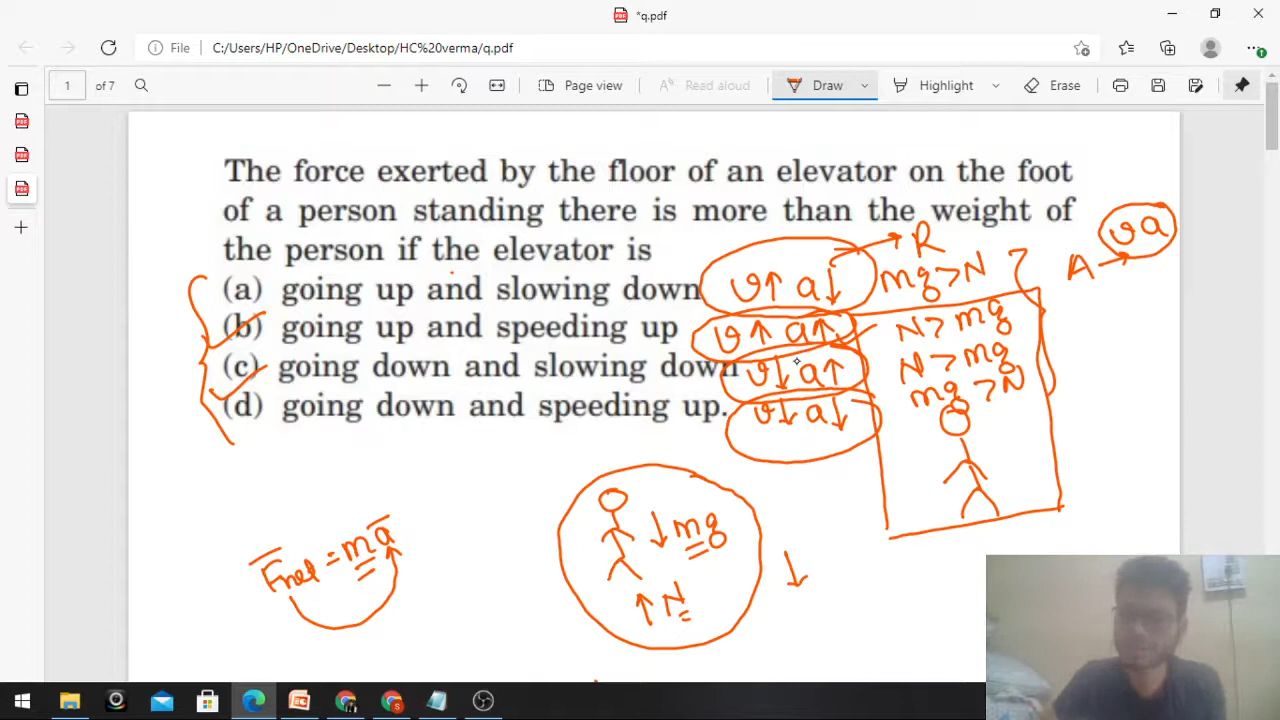 *q.pdf
File C:/Users/HP/OneDrive/Desktop/HC%20verma/q.pdf
1 of 7 Page view Read aloud Draw Highlight Erase
The force exerted by the floor of an elevator on the foot
of a person standing there is more than the weight of
the person if the elevator is
(a) going up and slowing down
(b) going up and speeding up
(c) going down and slowing down
(d) going down and speeding up.
v↑ a↓
R
mg>N
A→
va
v↑ a↑
N>mg
v↓ a↑
N>mg
v↓ a↓
mg>N
Fnet=ma
↓mg
↑N